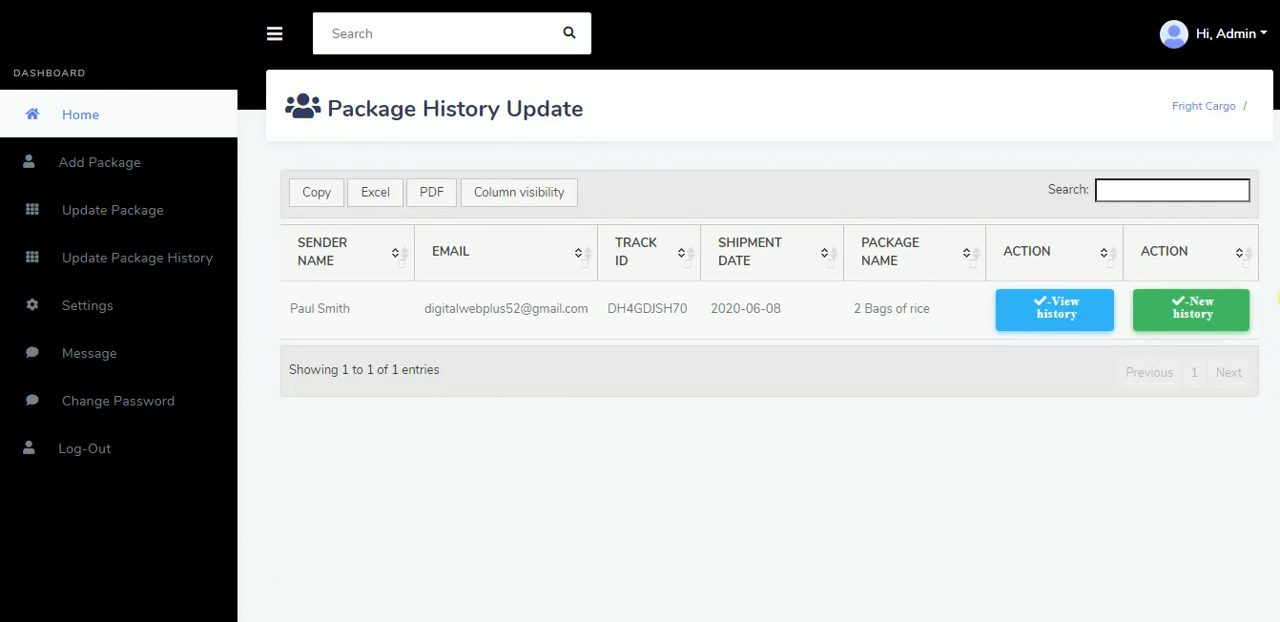 Search
Hi, Admin
DASHBOARD
Home
Add Package
Update Package
Update Package History
Settings
Message
Change Password
Log-Out
Package History Update
Fright Cargo /
Copy Excel PDF Column visibility
Search:
SENDER NAME EMAIL TRACK ID SHIPMENT DATE PACKAGE NAME ACTION ACTION
Paul Smith digitalwebplus52@gmail.com DH4GDJSH70 2020-06-08 2 Bags of rice
-View
history
-New
history
Showing 1 to 1 of 1 entries
Previous 1 Next